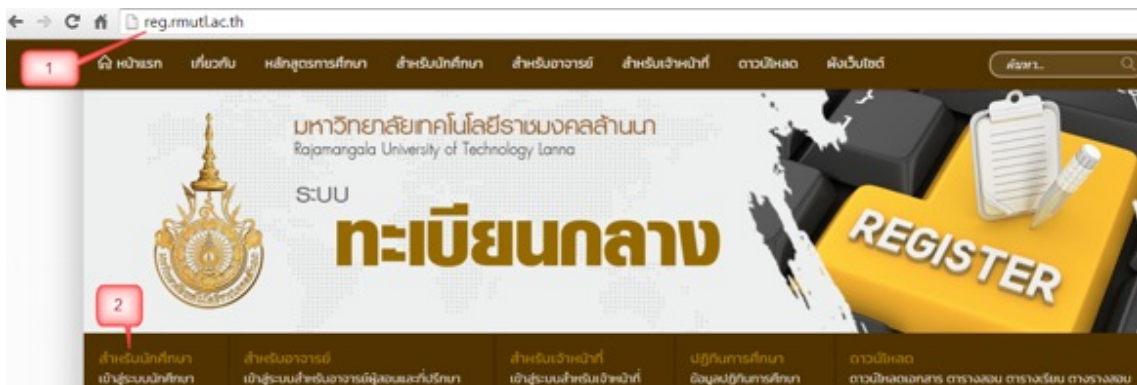 reg.rmutl.ac.th
1
หน้าแรก เกี่ยวกับ หลักสูตรการศึกษา สำหรับนักศึกษา สำหรับอาจารย์ สำหรับเจ้าหน้าที่ ดาวน์โหลด ผังเว็บไซต์ ค้นหา...
มหาวิทยาลัยเทคโนโลยีราชมงคลล้านนา
Rajamangala University of Technology Lanna
ระบบ
ทะเบียนกลาง
REGISTER
2
สำหรับนักศึกษา สำหรับอาจารย์ สำหรับเจ้าหน้าที่ ปฏิทินการศึกษา ดาวน์โหลด
เข้าสู่ระบบนักศึกษา เข้าสู่ระบบสำหรับอาจารย์ผู้สอนและที่ปรึกษา เข้าสู่ระบบสำหรับเจ้าหน้าที่ ข้อมูลปฏิทินการศึกษา ดาวน์โหลดเอกสาร ตารางสอน ตารางเรียน ตางรางสอบ